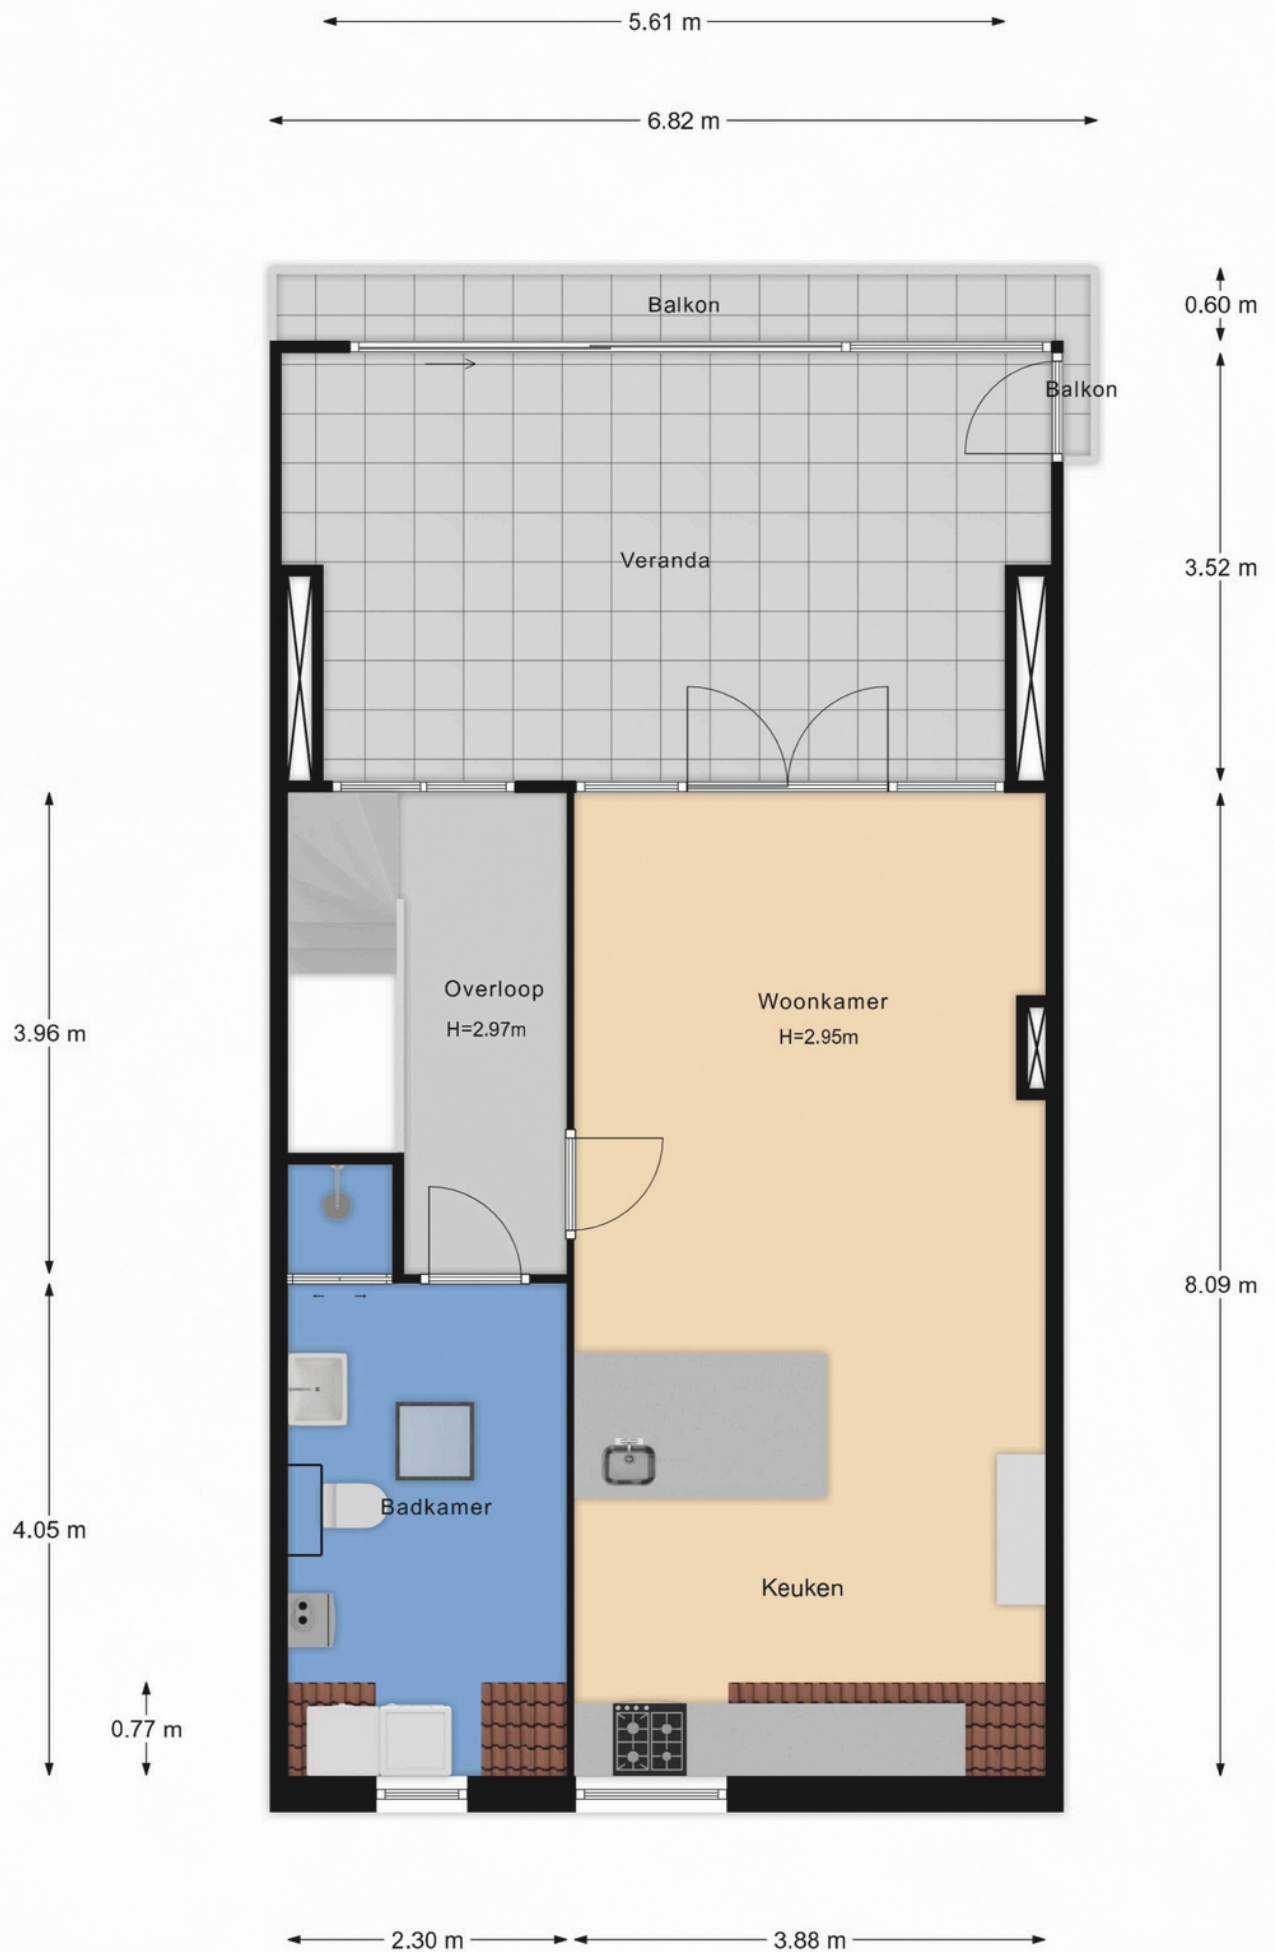 5.61 m
6.82 m
Balkon
0.60 m
Balkon
Veranda
3.52 m
Overloop
H=2.97m
Woonkamer
H=2.95m
3.96 m
8.09 m
Badkamer
4.05 m
Keuken
0.77 m
2.30 m
3.88 m